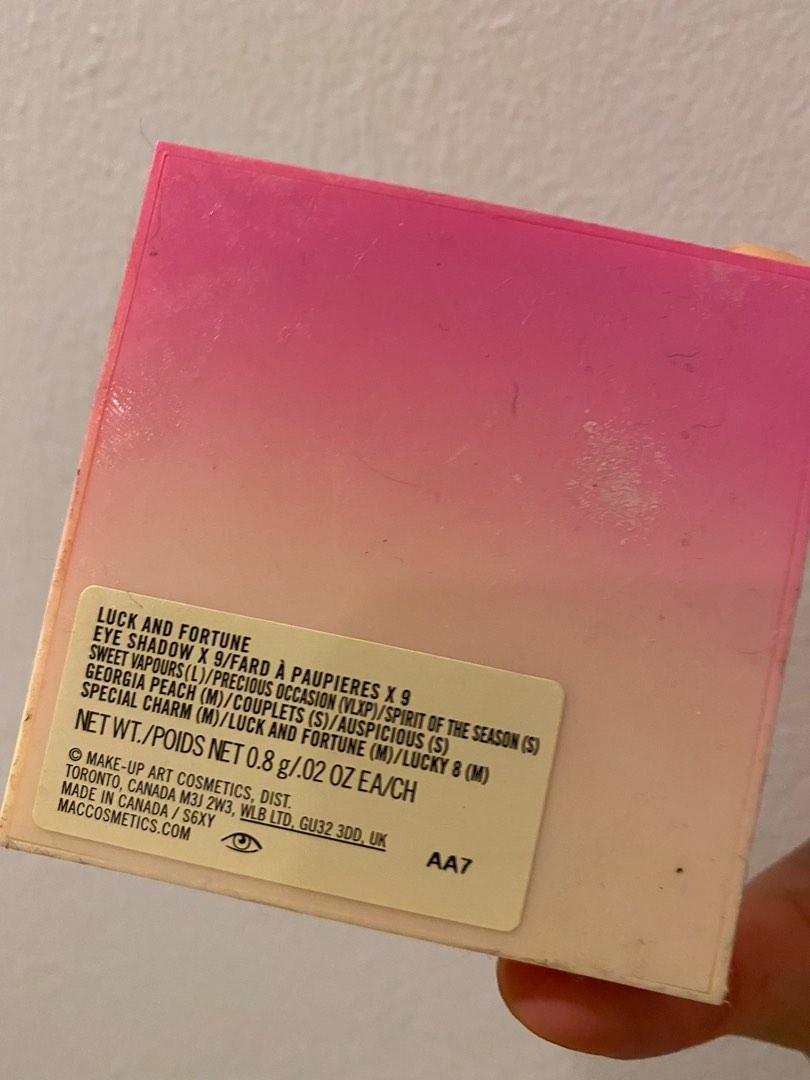 LUCK AND FORTUNE
EYE SHADOW X 9/FARD À PAUPIERES X 9
SWEET VAPOURS(L)/PRECIOUS OCCASION (VLXP)/SPIRIT OF THE SEASON (S)
GEORGIA PEACH (M)/COUPLETS (S)/AUSPICIOUS (S)
SPECIAL CHARM (M)/LUCK AND FORTUNE (M)/LUCKY 8 (M)
NET WT./POIDS NET 0.8 g/.02 OZ EA/CH
© MAKE-UP ART COSMETICS, DIST.
TORONTO, CANADA M3J 2W3, WLB LTD, GU32 3DD, UK
MADE IN CANADA / S6XY
MACCOSMETICS.COM
AA7